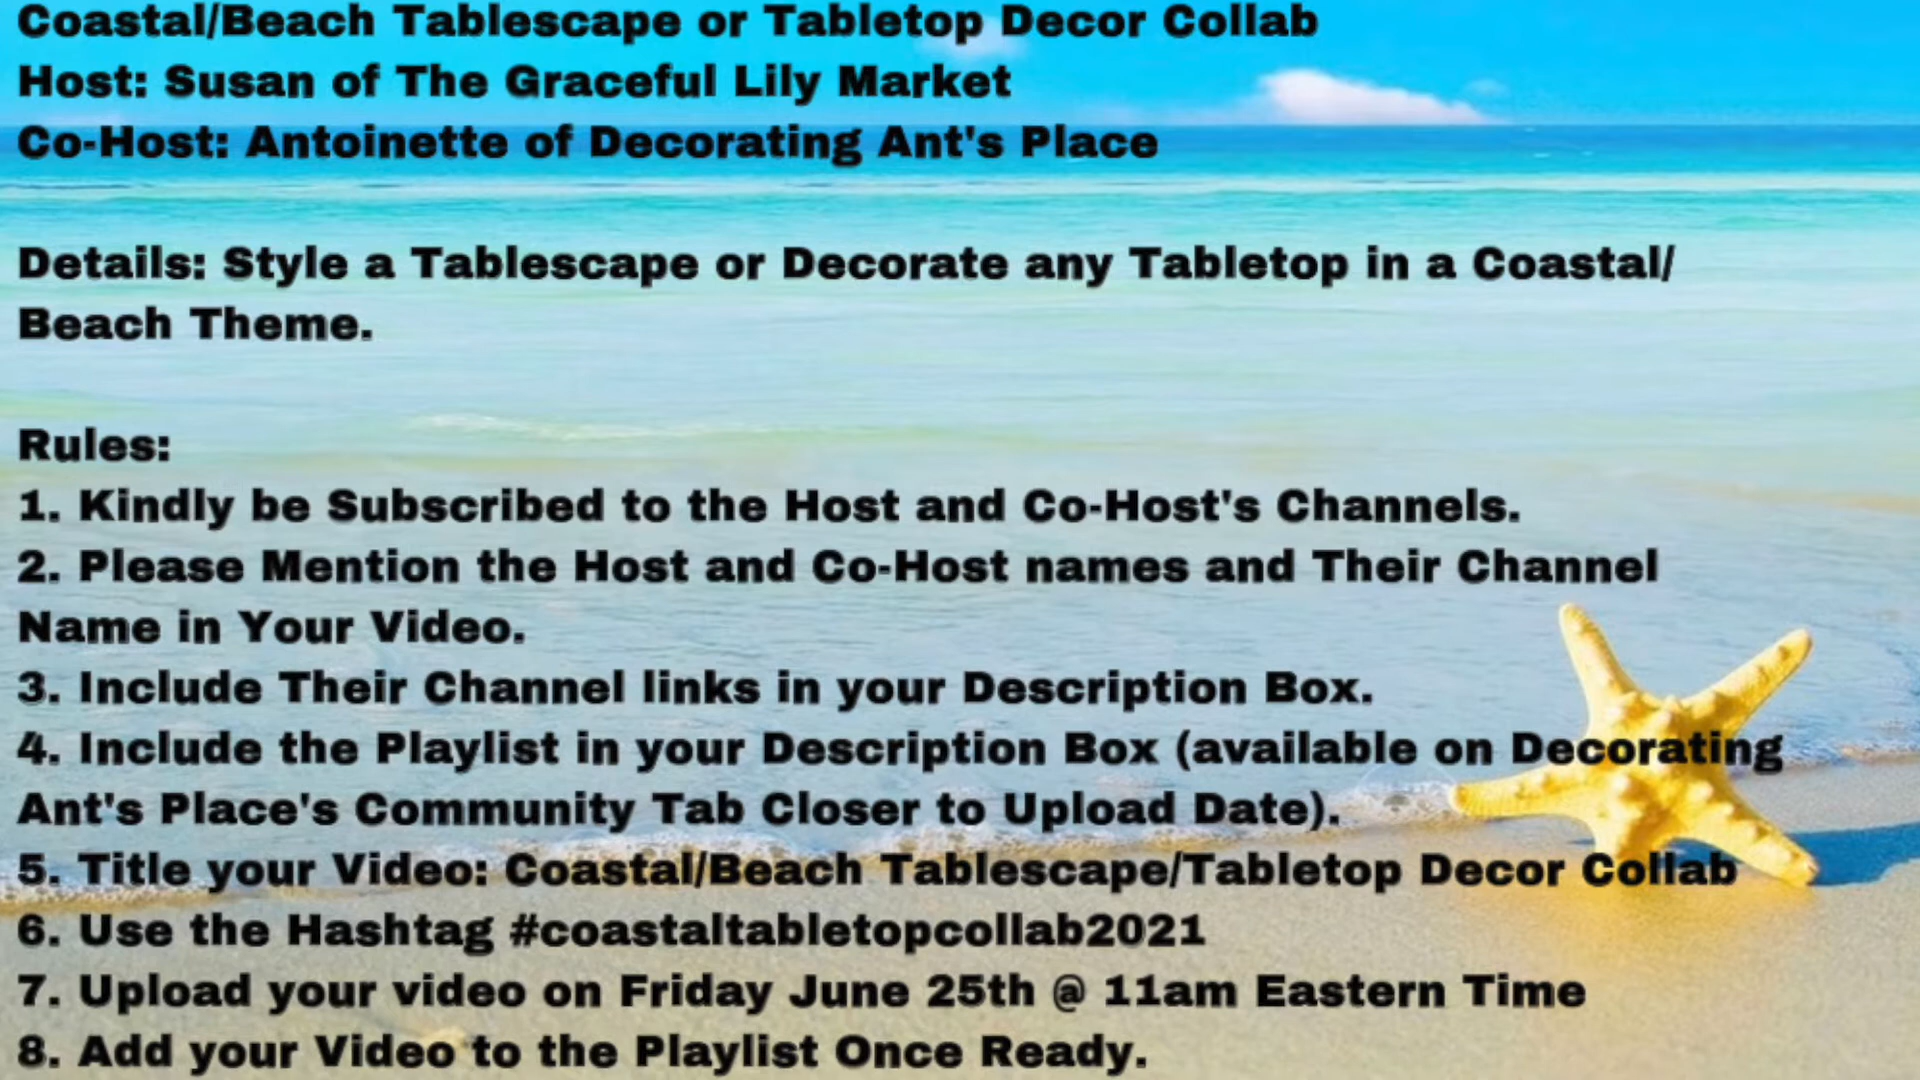 Coastal/Beach Tablescape or Tabletop Decor Collab
Host: Susan of The Graceful Lily Market
Co-Host: Antoinette of Decorating Ant's Place
Details: Style a Tablescape or Decorate any Tabletop in a Coastal/
Beach Theme.
Rules:
1. Kindly be Subscribed to the Host and Co-Host's Channels.
2. Please Mention the Host and Co-Host names and Their Channel
Name in Your Video.
3. Include Their Channel links in your Description Box.
4. Include the Playlist in your Description Box (available on Decorating
Ant's Place's Community Tab Closer to Upload Date).
5. Title your Video: Coastal/Beach Tablescape/Tabletop Decor Collab
6. Use the Hashtag #coastaltabletopcollab2021
7. Upload your video on Friday June 25th @ 11am Eastern Time
8. Add your Video to the Playlist Once Ready.